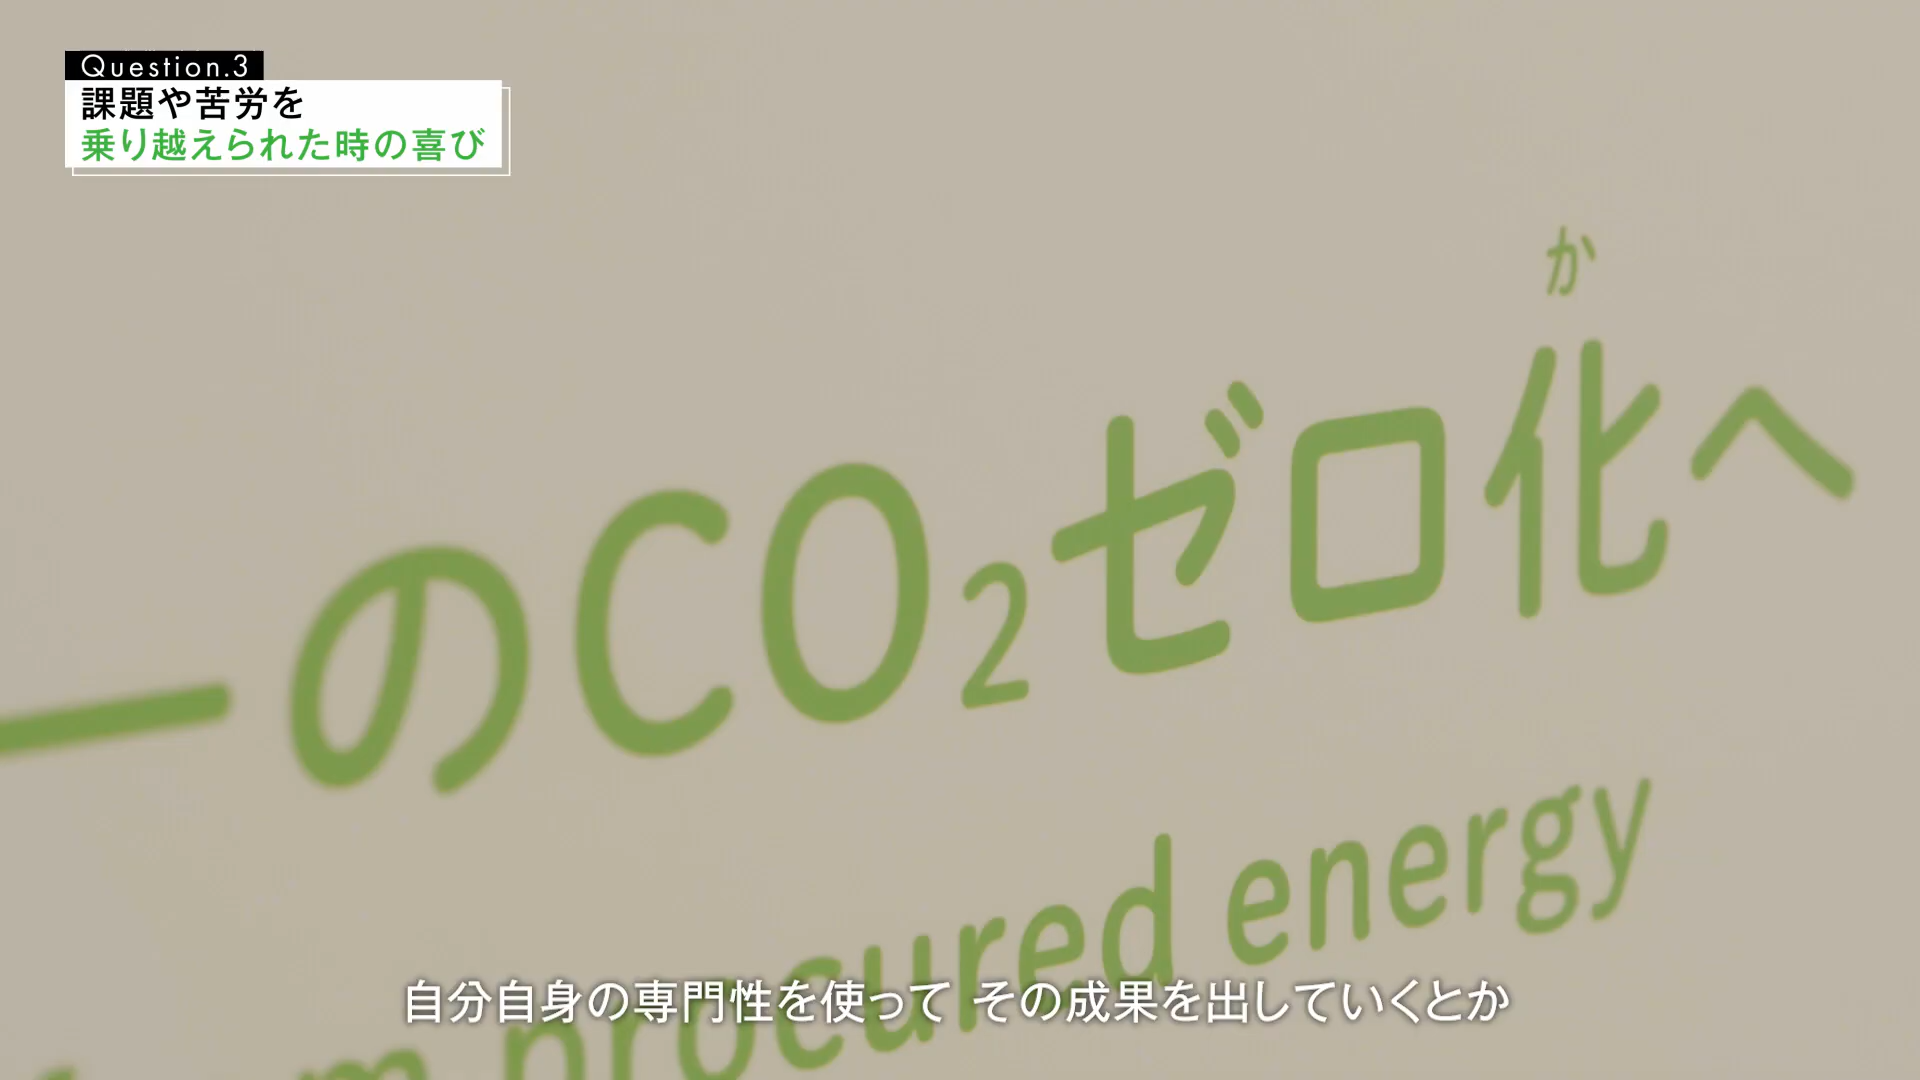 Question.3
課題や苦労を
乗り越えられた時の喜び
か
ーのCO₂ゼロ化へ
procured energy
自分自身の専門性を使って その成果を出していくとか